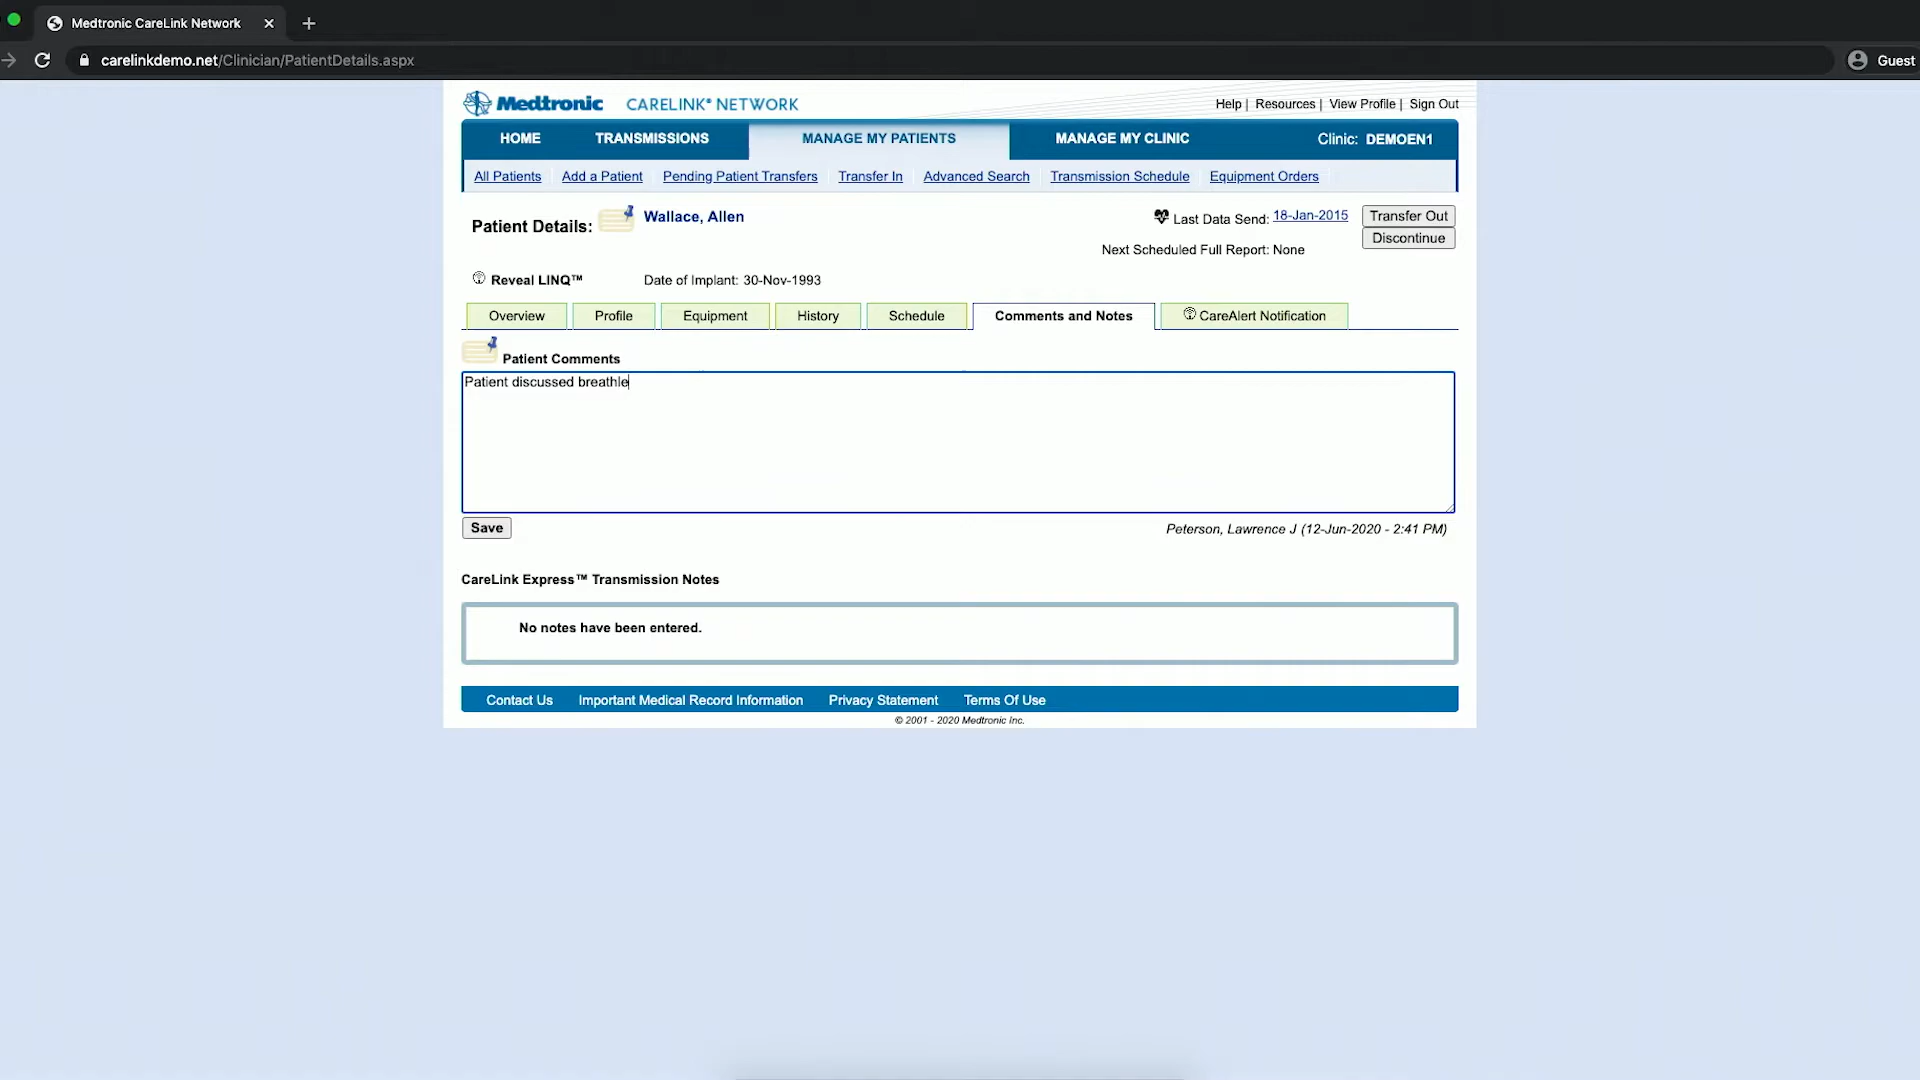 Medtronic CareLink Network
carelinkdemo.net/Clinician/PatientDetails.aspx
Guest
Medtronic CARELINK® NETWORK
Help | Resources | View Profile | Sign Out
HOME TRANSMISSIONS MANAGE MY PATIENTS MANAGE MY CLINIC Clinic: DEMOEN1
All Patients Add a Patient Pending Patient Transfers Transfer In Advanced Search Transmission Schedule Equipment Orders
Patient Details: Wallace, Allen Last Data Send: 18-Jan-2015 Transfer Out
Discontinue
Next Scheduled Full Report: None
Reveal LINQ™ Date of Implant: 30-Nov-1993
Overview Profile Equipment History Schedule Comments and Notes CareAlert Notification
Patient Comments
Patient discussed breathle
Save Peterson, Lawrence J (12-Jun-2020 - 2:41 PM)
CareLink Express™ Transmission Notes
No notes have been entered.
Contact Us Important Medical Record Information Privacy Statement Terms Of Use
© 2001 - 2020 Medtronic Inc.